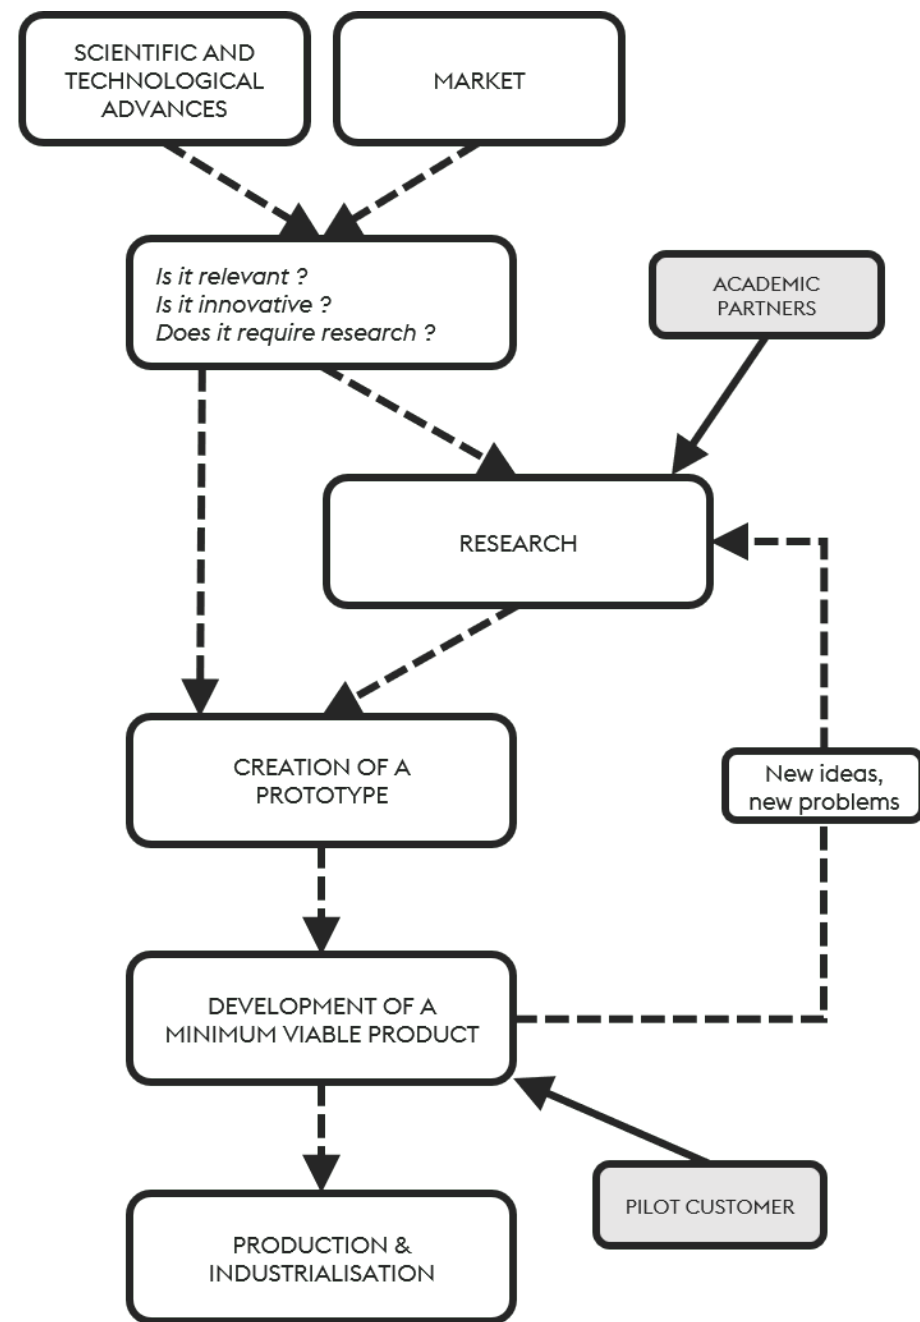 SCIENTIFIC AND
TECHNOLOGICAL
ADVANCES
MARKET
Is it relevant ?
Is it innovative ?
Does it require research ?
ACADEMIC
PARTNERS
RESEARCH
CREATION OF A
PROTOTYPE
New ideas,
new problems
DEVELOPMENT OF A
MINIMUM VIABLE PRODUCT
PILOT CUSTOMER
PRODUCTION &
INDUSTRIALISATION